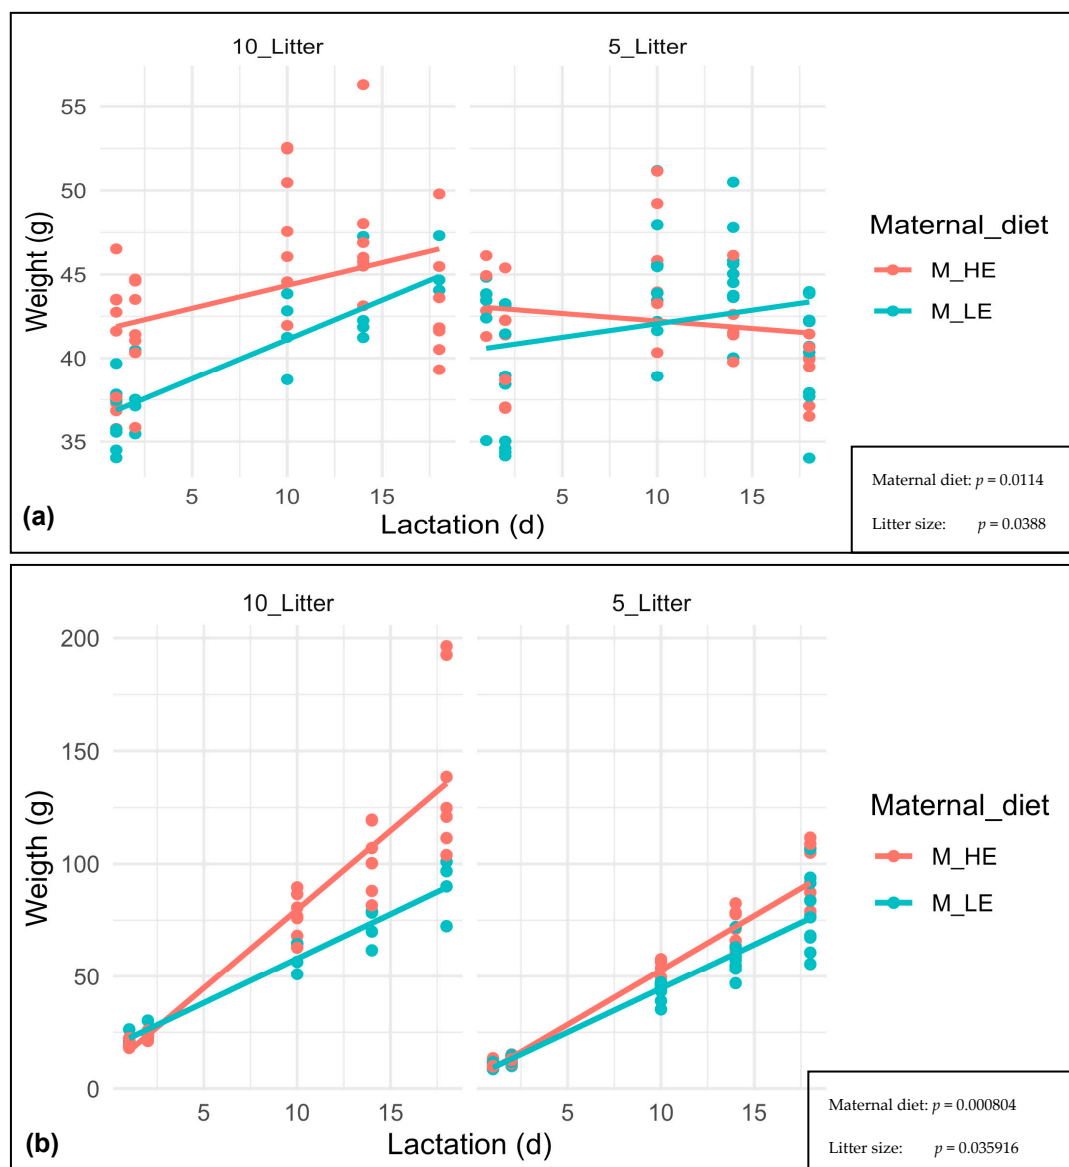 10_Litter 5_Litter
55
50
45
40
35
Weight (g)
5 10 15 5 10 15
Lactation (d)
Maternal_diet
M_HE
M_LE
Maternal diet: p = 0.0114
Litter size: p = 0.0388
(a)
10_Litter 5_Litter
200
150
100
50
0
Weigth (g)
5 10 15 5 10 15
Lactation (d)
Maternal_diet
M_HE
M_LE
Maternal diet: p = 0.000804
Litter size: p = 0.035916
(b)